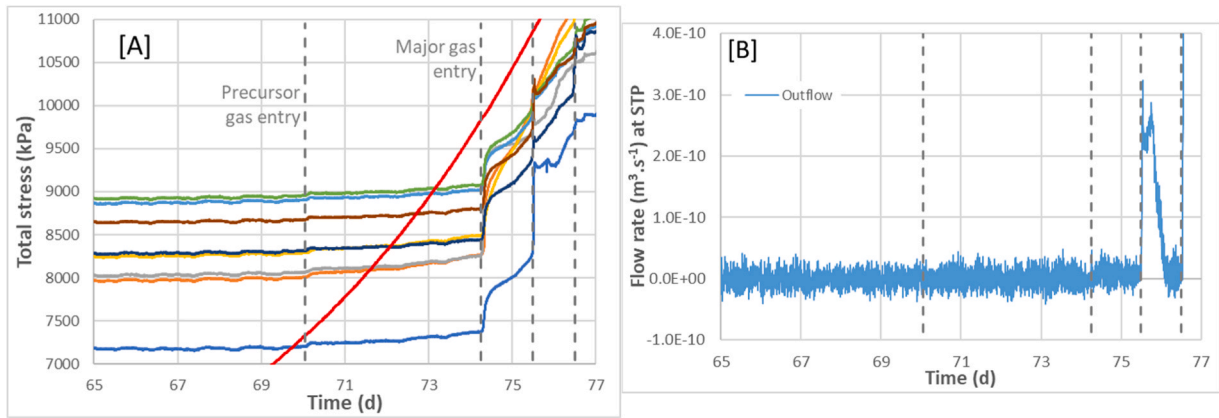 [A]
Major gas
entry
Precursor
gas entry
Total stress (kPa)
11000
10500
10000
9500
9000
8500
8000
7500
7000
65 67 69 71 73 75 77
Time (d)
[B]
Outflow
Flow rate (m³.s⁻¹) at STP
4.0E-10
3.0E-10
2.0E-10
1.0E-10
0.0E+00
-1.0E-10
65 67 69 71 73 75 77
Time (d)